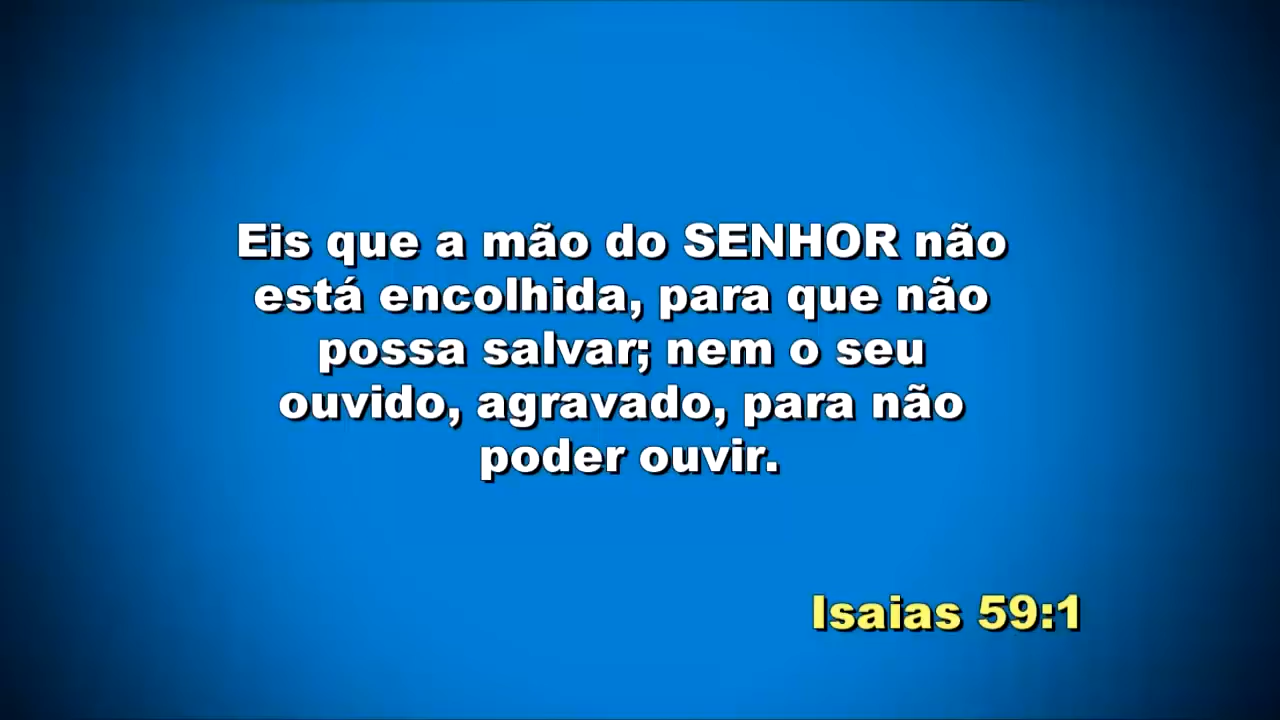 Eis que a mão do SENHOR não
está encolhida, para que não
possa salvar; nem o seu
ouvido, agravado, para não
poder ouvir.
Isaias 59:1